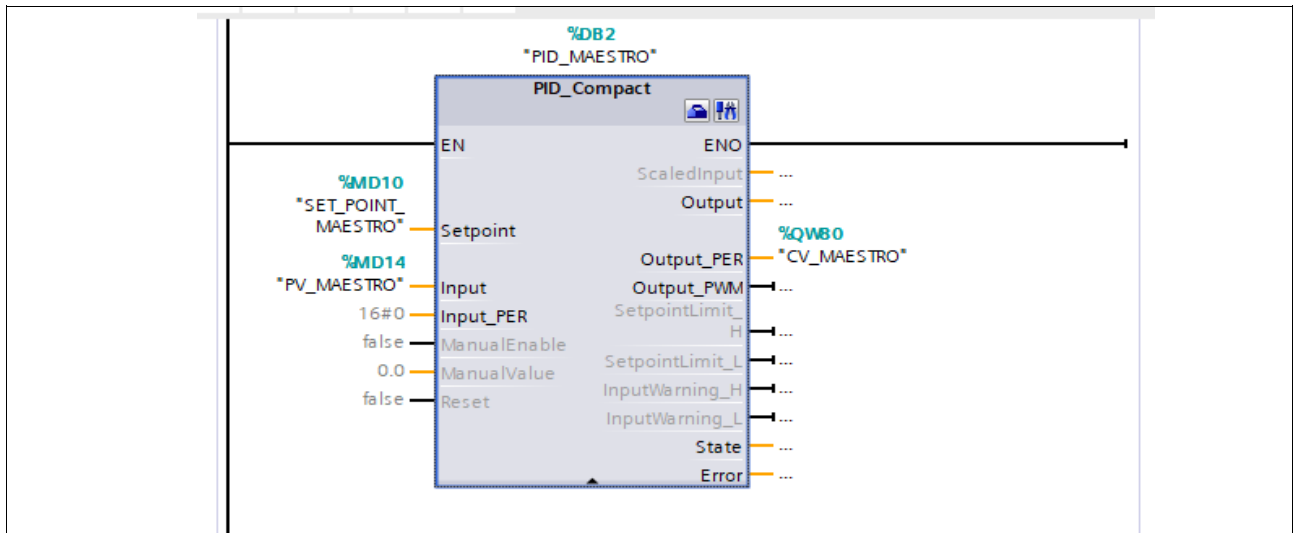 %DB2
"PID_MAESTRO"
PID_Compact
EN ENO
ScaledInput ...
%MD10
"SET_POINT_
MAESTRO" Setpoint
Output ...
%QW80
Output_PER "CV_MAESTRO"
%MD14
"PV_MAESTRO" Input
Output_PWM ...
16#0 Input_PER
SetpointLimit_
H ...
false ManualEnable
SetpointLimit_L ...
0.0 ManualValue
InputWarning_H ...
false Reset
InputWarning_L ...
State ...
Error ...